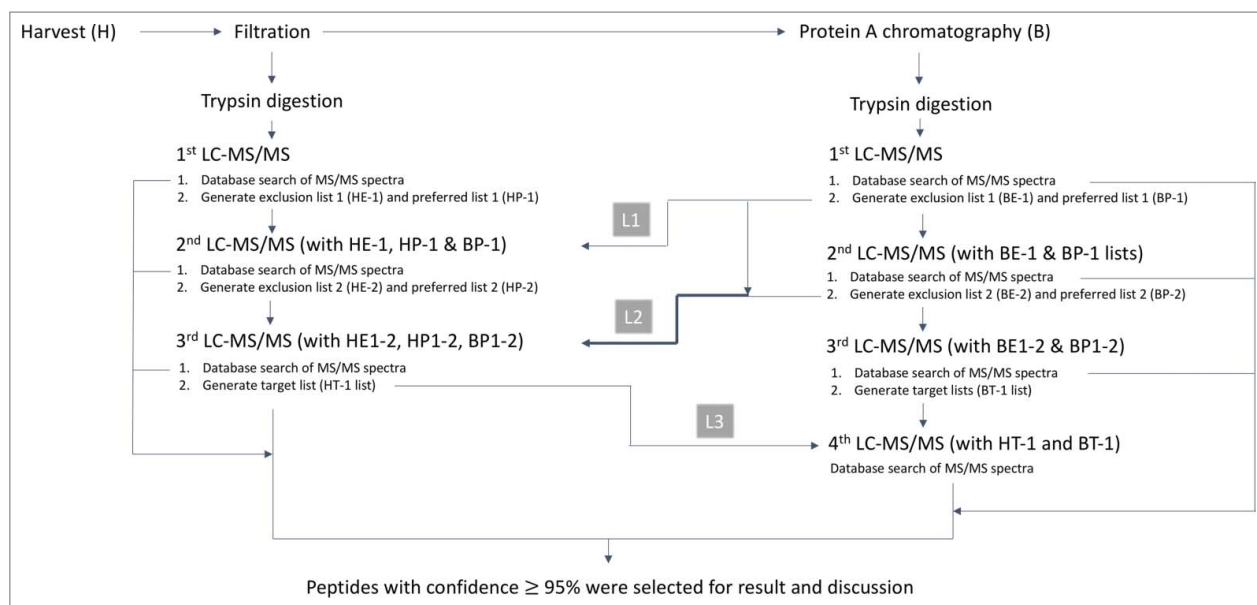 Harvest (H)
Filtration
Protein A chromatography (B)
Trypsin digestion
1st LC-MS/MS
1. Database search of MS/MS spectra
2. Generate exclusion list 1 (HE-1) and preferred list 1 (HP-1)
2nd LC-MS/MS (with HE-1, HP-1 & BP-1)
1. Database search of MS/MS spectra
2. Generate exclusion list 2 (HE-2) and preferred list 2 (HP-2)
3rd LC-MS/MS (with HE1-2, HP1-2, BP1-2)
1. Database search of MS/MS spectra
2. Generate target list (HT-1 list)
L1
L2
L3
Trypsin digestion
1st LC-MS/MS
1. Database search of MS/MS spectra
2. Generate exclusion list 1 (BE-1) and preferred list 1 (BP-1)
2nd LC-MS/MS (with BE-1 & BP-1 lists)
1. Database search of MS/MS spectra
2. Generate exclusion list 2 (BE-2) and preferred list 2 (BP-2)
3rd LC-MS/MS (with BE1-2 & BP1-2)
1. Database search of MS/MS spectra
2. Generate target lists (BT-1 list)
4th LC-MS/MS (with HT-1 and BT-1)
Database search of MS/MS spectra
Peptides with confidence ≥ 95% were selected for result and discussion